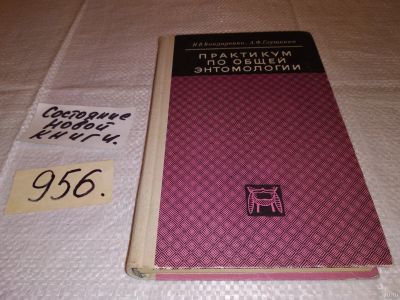 Н.В.Бондаренко, А.Ф.Глущенко
ПРАКТИКУМ
ПО ОБЩЕЙ
ЭНТОМОЛОГИИ
Состояние
новой
книги.
956.